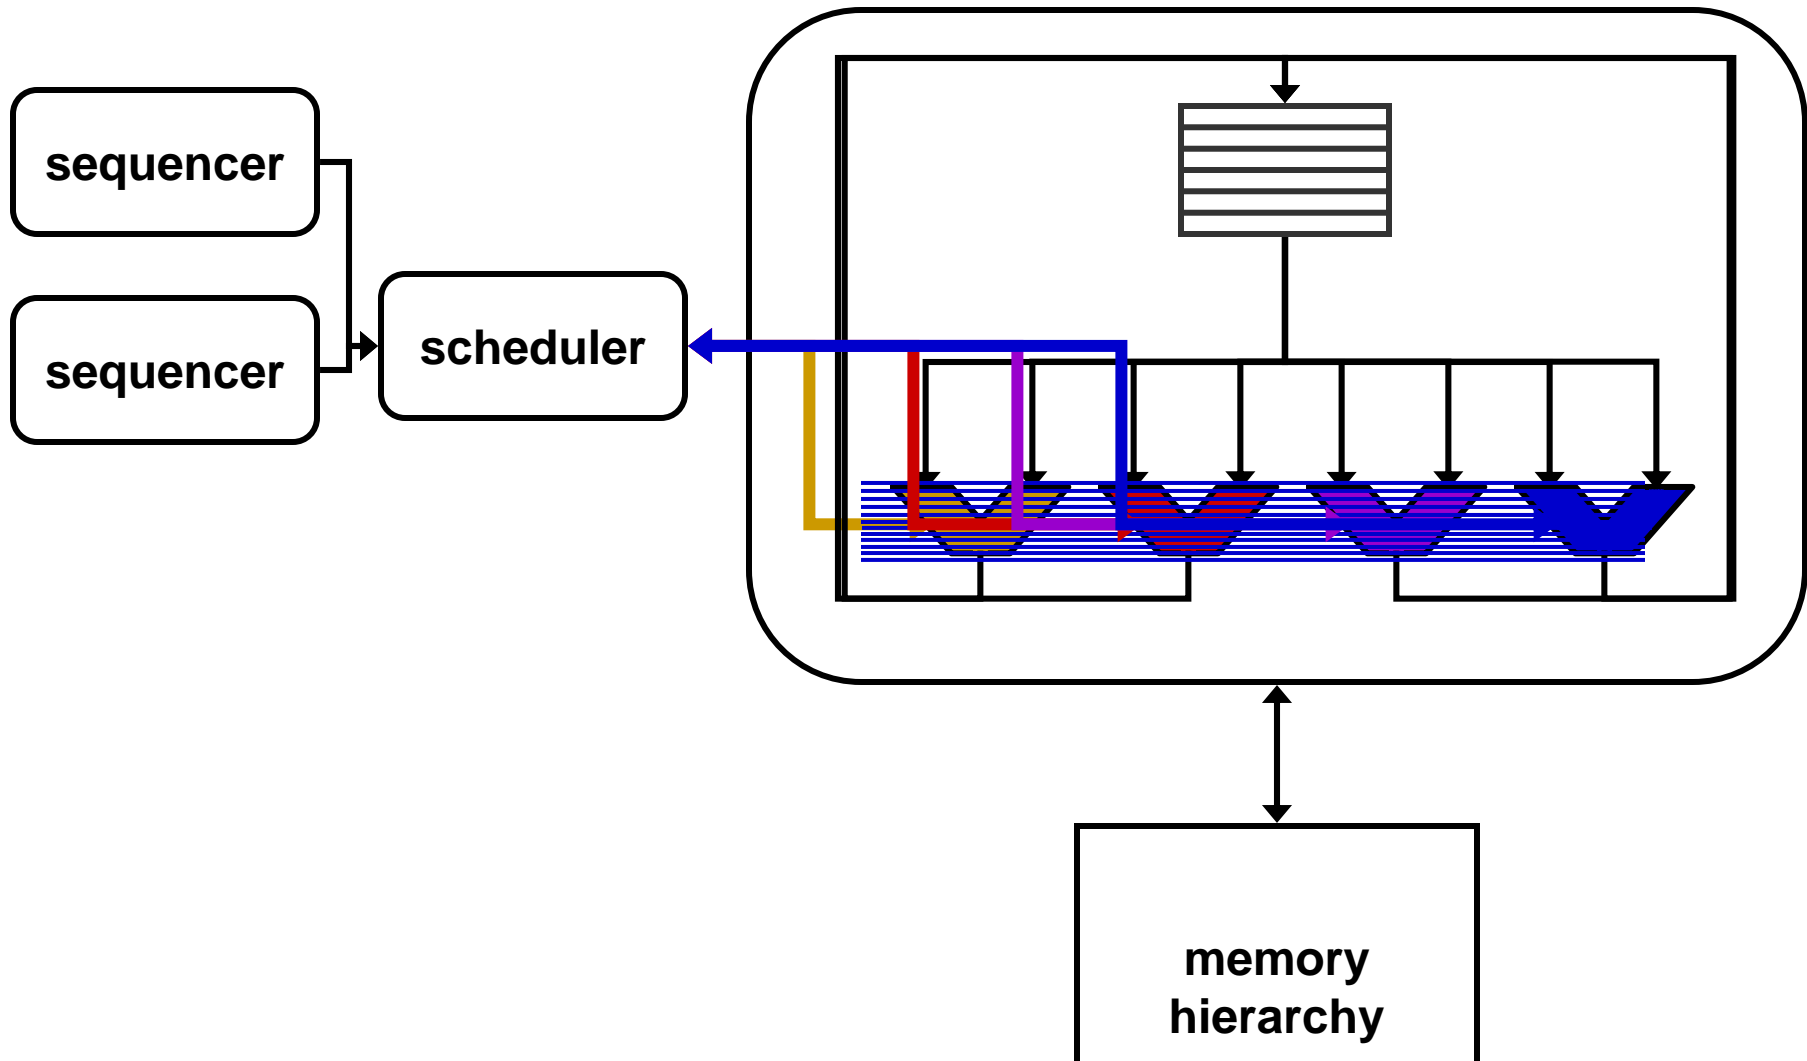 sequencer
sequencer
scheduler
memory
hierarchy